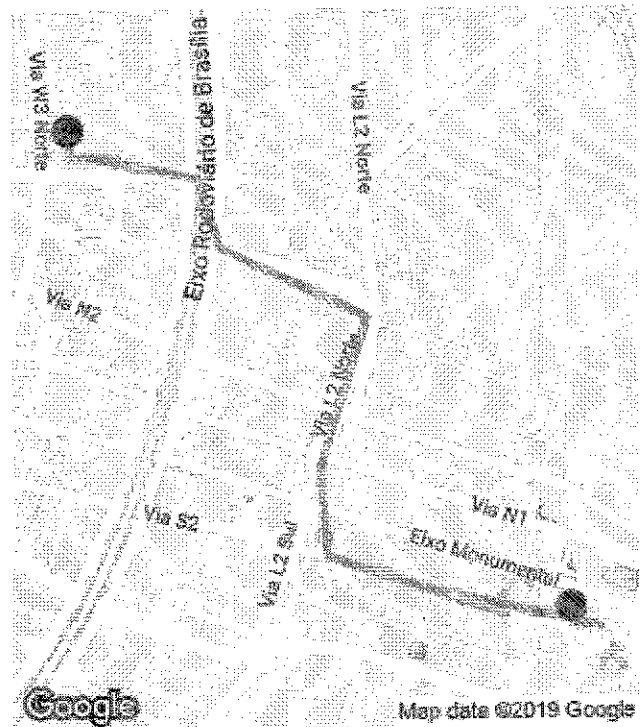 Via W3 Norte
Eixo Rodoviário de Brasília
Via L2 Norte
Via N2
Via L2 Norte
Via S2
Via L2 Sul
Via N1
Eixo Monumental
Google
Map data ©2019 Google